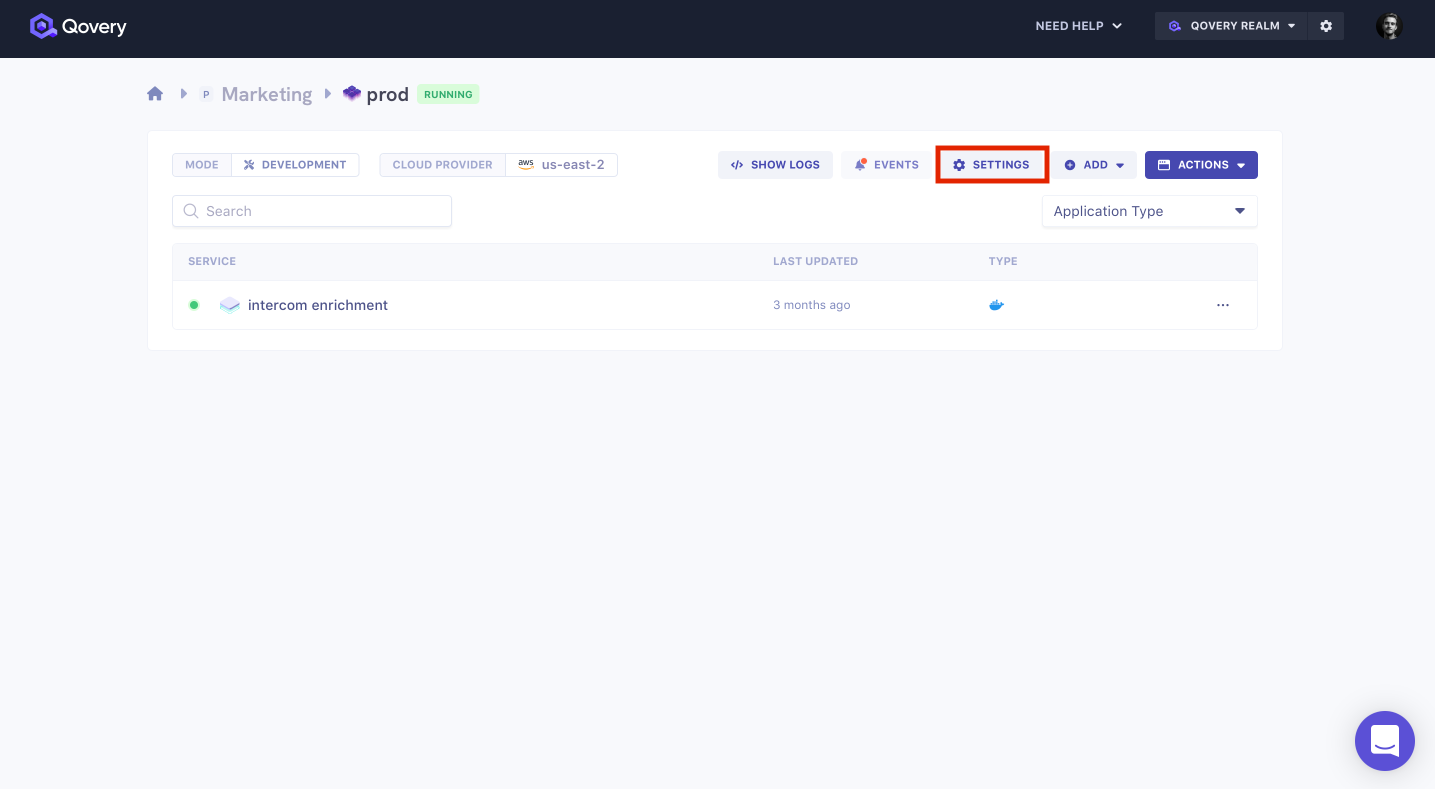 Qovery
NEED HELP
QOVERY REALM
P Marketing prod RUNNING
MODE DEVELOPMENT CLOUD PROVIDER aws us-east-2 SHOW LOGS EVENTS SETTINGS ADD ACTIONS
Search Application Type
SERVICE LAST UPDATED TYPE
intercom enrichment 3 months ago